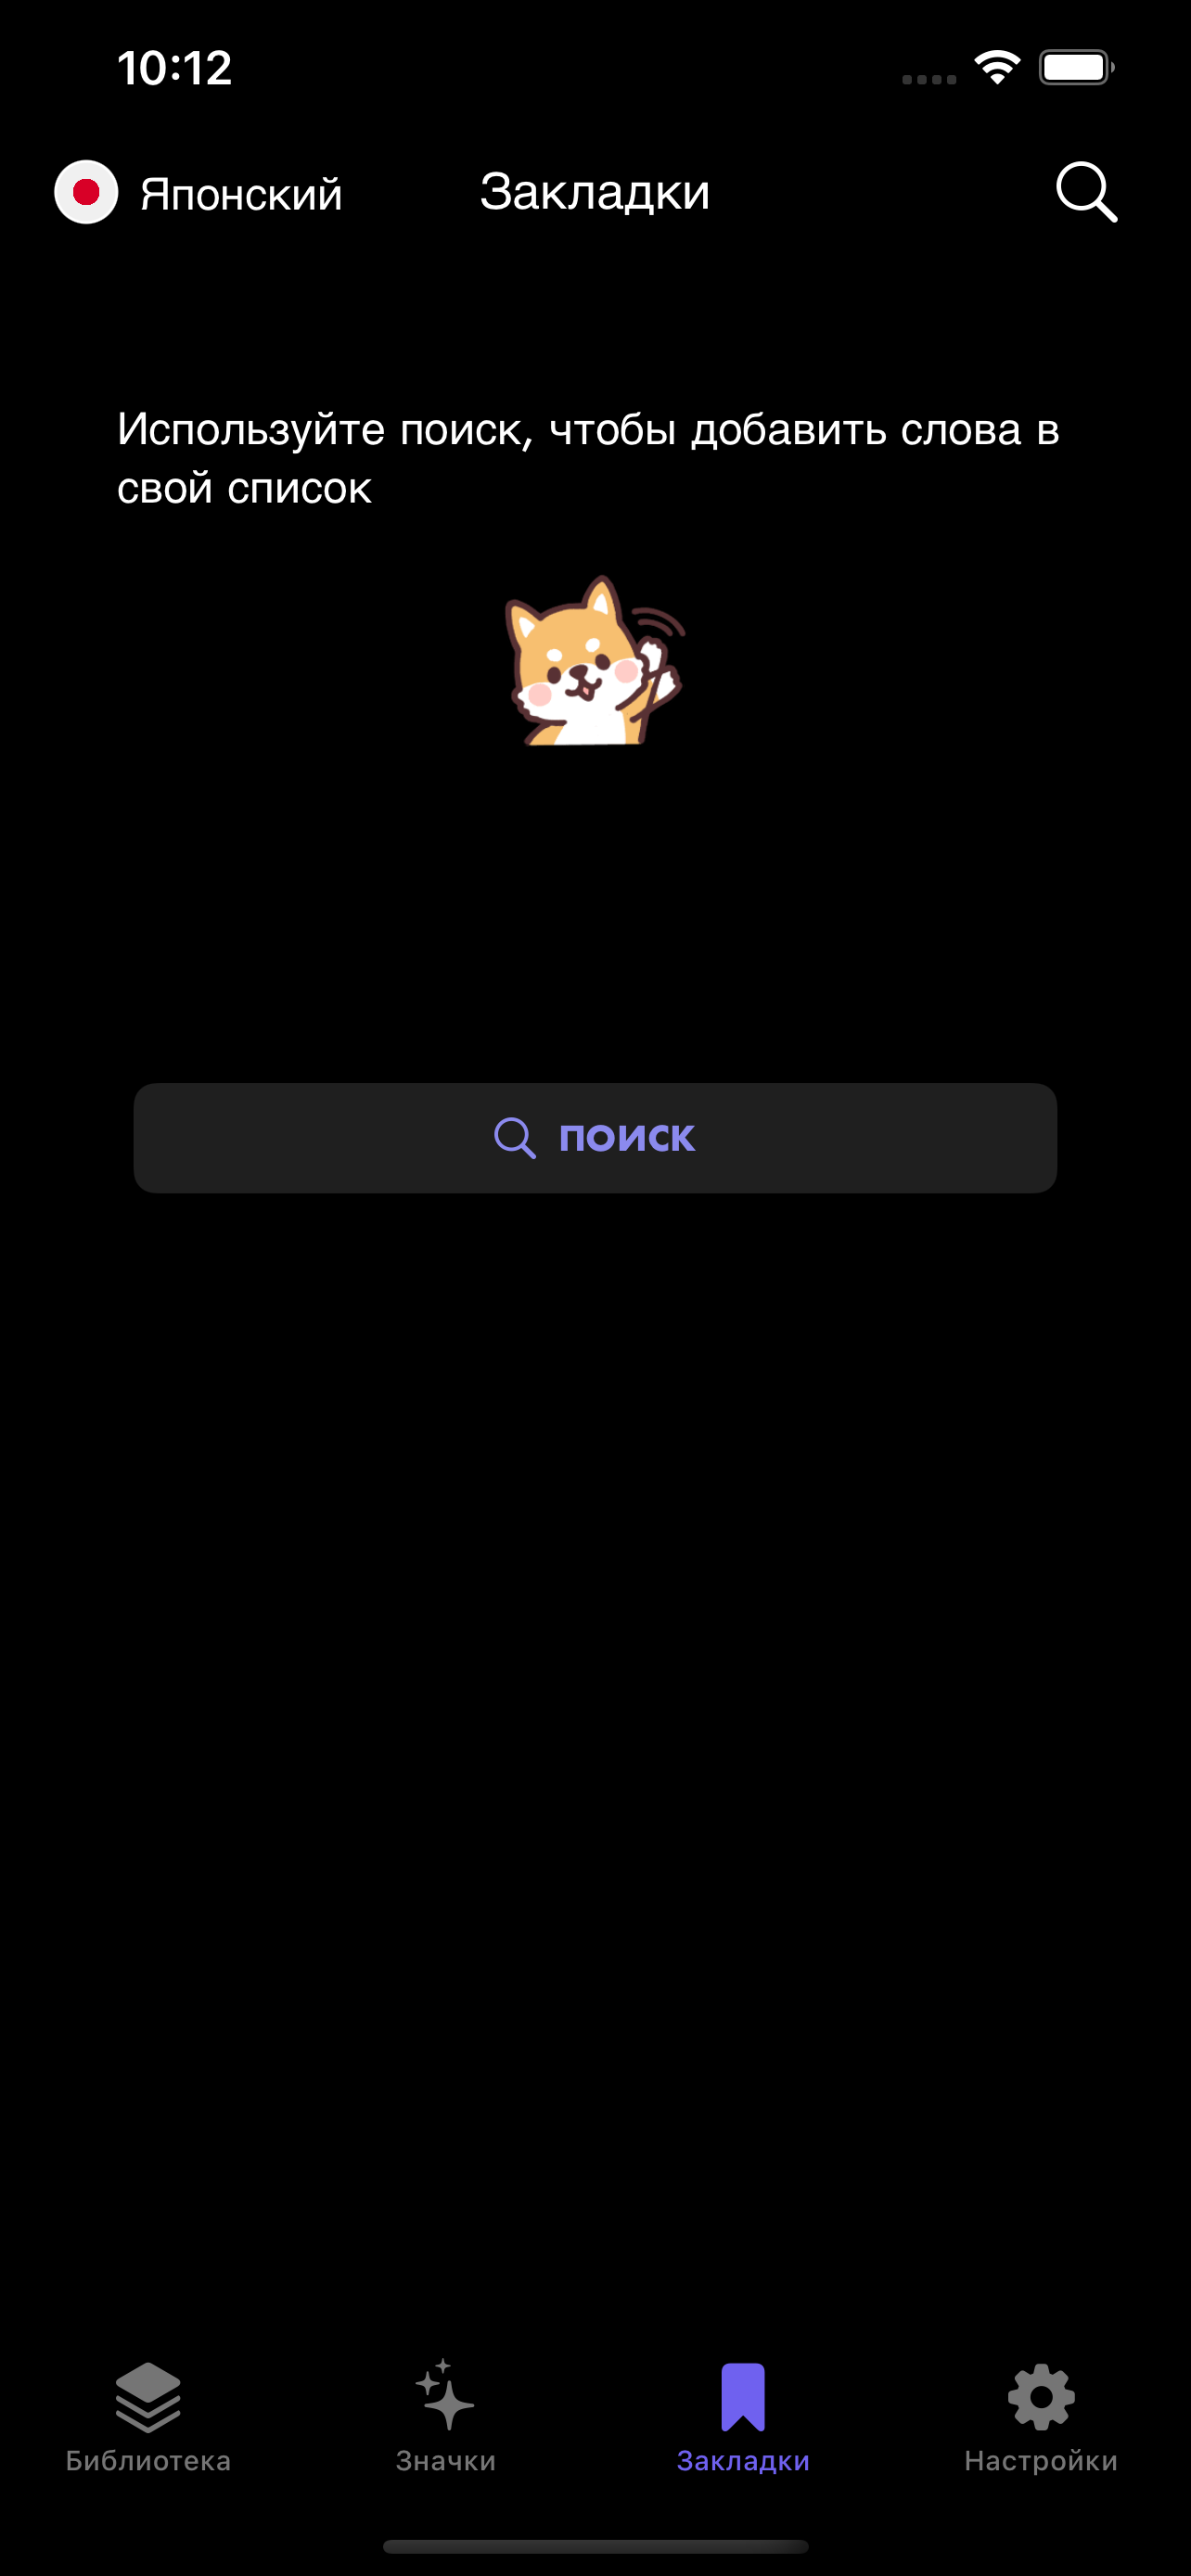 10:12
Японский
Закладки
Используйте поиск, чтобы добавить слова в
свой список
поиск
Библиотека
Значки
Закладки
Настройки